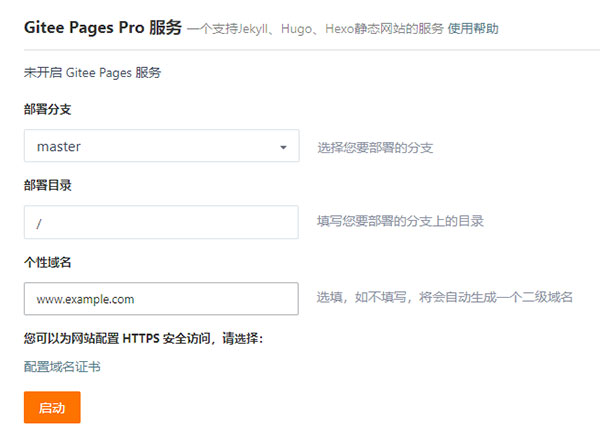 Gitee Pages Pro 服务 一个支持Jekyll、Hugo、Hexo静态网站的服务 使用帮助
未开启 Gitee Pages 服务
部署分支
master 选择您要部署的分支
部署目录
/ 填写您要部署的分支上的目录
个性域名
www.example.com 选填，如不填写，将会自动生成一个二级域名
您可以为网站配置 HTTPS 安全访问，请选择：
配置域名证书
启动